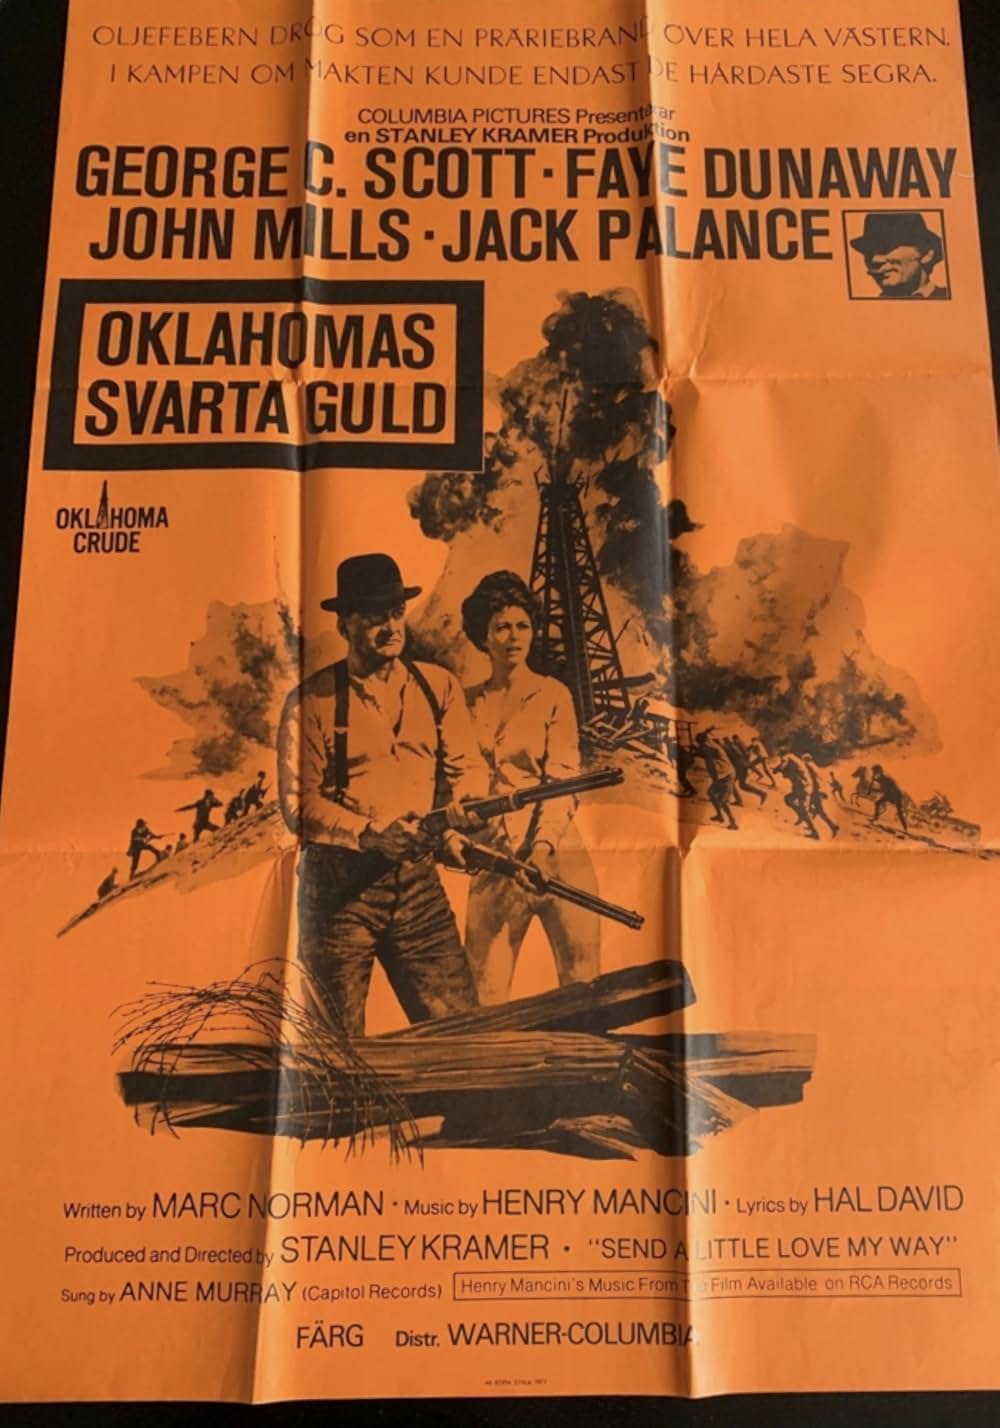 OLJEFEBERN DROG SOM EN PRÄRIEBRAND ÖVER HELA VÄSTERN.
I KAMPEN OM MAKTEN KUNDE ENDAST DE HÅRDASTE SEGRA.
COLUMBIA PICTURES Presenterar
en STANLEY KRAMER Produktion
GEORGE C. SCOTT · FAYE DUNAWAY
JOHN MILLS · JACK PALANCE
OKLAHOMAS
SVARTA GULD
OKLAHOMA
CRUDE
Written by MARC NORMAN · Music by HENRY MANCINI · Lyrics by HAL DAVID
Produced and Directed by STANLEY KRAMER · "SEND A LITTLE LOVE MY WAY"
Sung by ANNE MURRAY (Capitol Records) Henry Mancini's Music From The Film Available on RCA Records
FÄRG Distr. WARNER-COLUMBIA